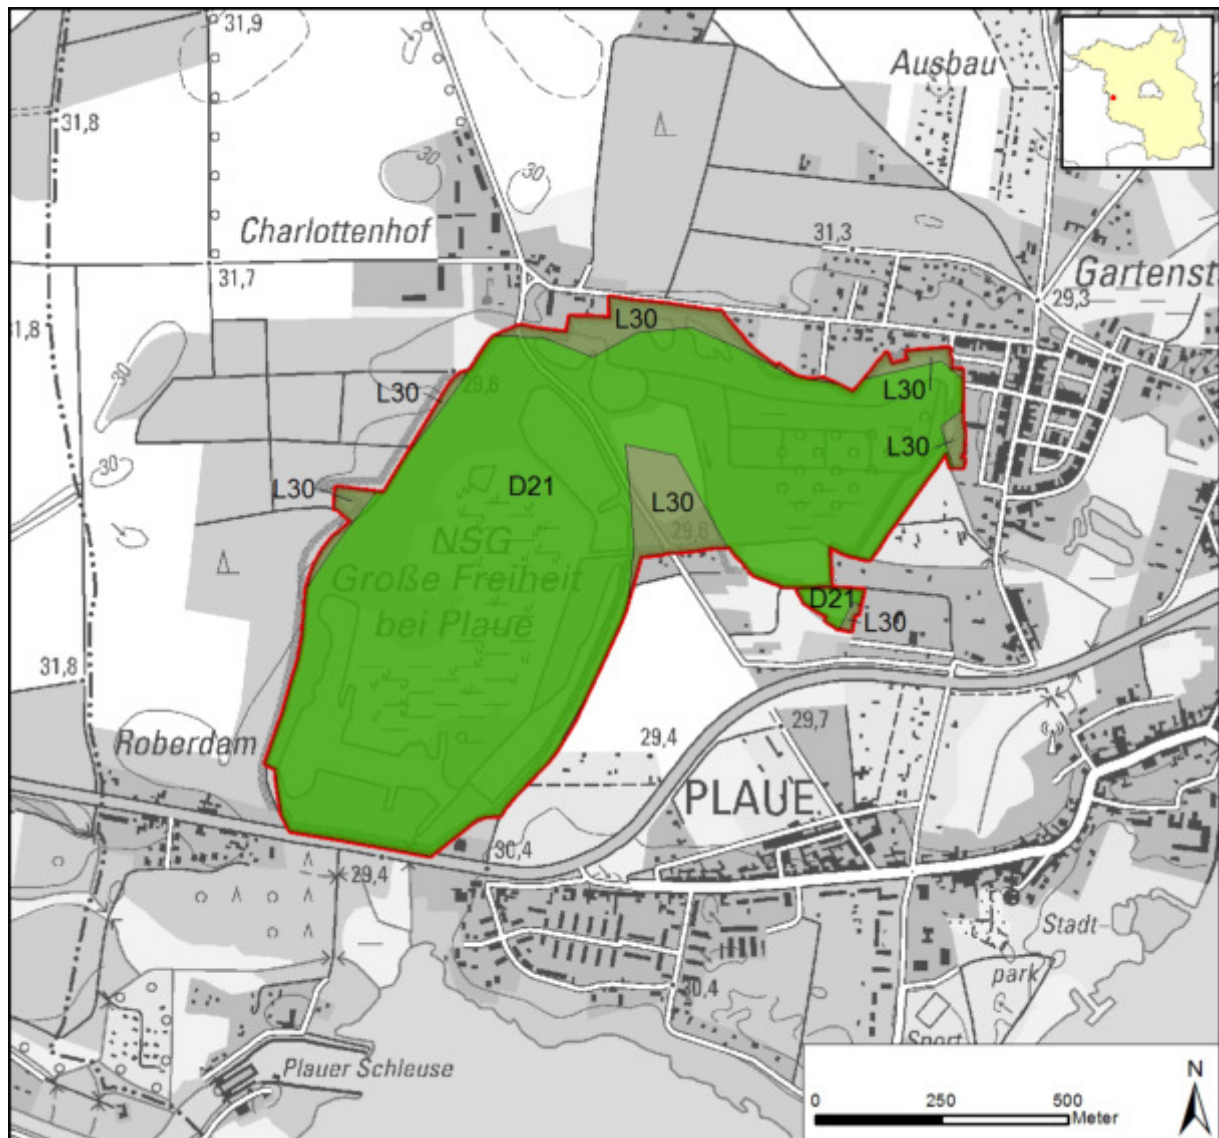 31,9
Ausbau
31,8
30
30
Charlottenhof
31,3
31,7
Gartenst
29,3
31,8
L30
30
29,6
L30
L30
L30
30
L30
D21
L30
29,6
NSG
Große Freiheit
bei Plaue
D21
L30
31,8
29,7
Roberdam
29,4
PLAUE
30,4
29,4
Stadt-
park
30,4
Sport
Plauer Schleuse
N
0
250
500
Meter